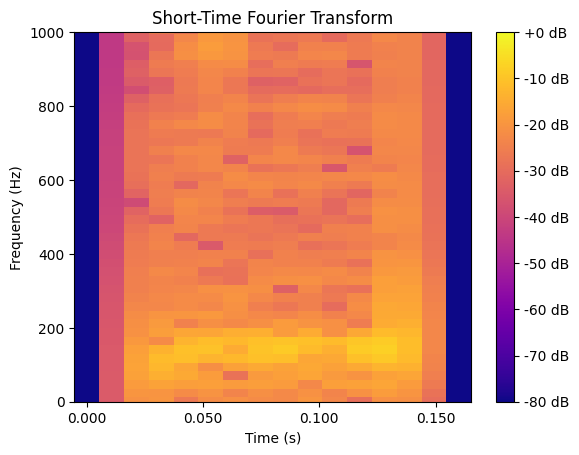 Short-Time Fourier Transform
1000
800
600
400
200
0
Frequency (Hz)
0.000
0.050
0.100
0.150
Time (s)
+0 dB
-10 dB
-20 dB
-30 dB
-40 dB
-50 dB
-60 dB
-70 dB
-80 dB